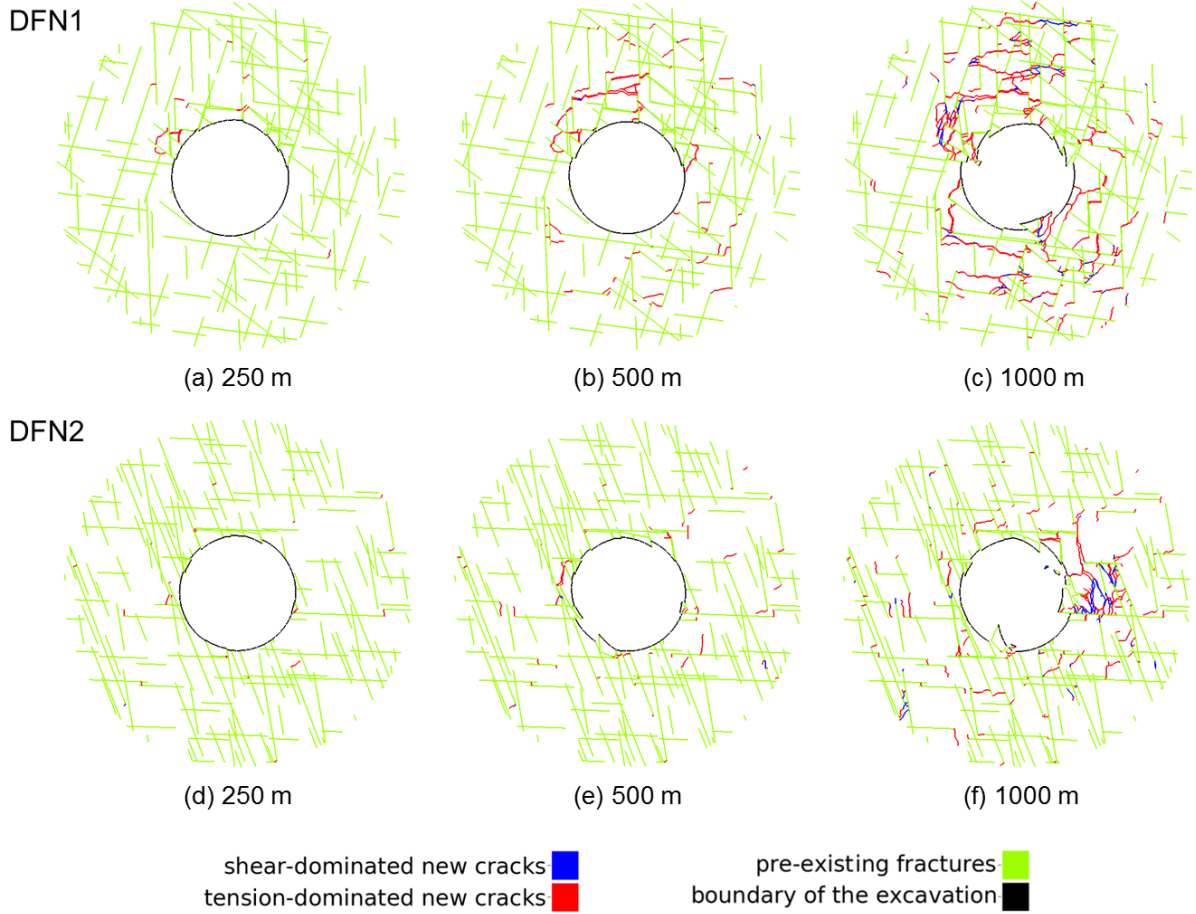 DFN1
(a) 250 m
(b) 500 m
(c) 1000 m
DFN2
(d) 250 m
(e) 500 m
(f) 1000 m
shear-dominated new cracks
tension-dominated new cracks
pre-existing fractures
boundary of the excavation